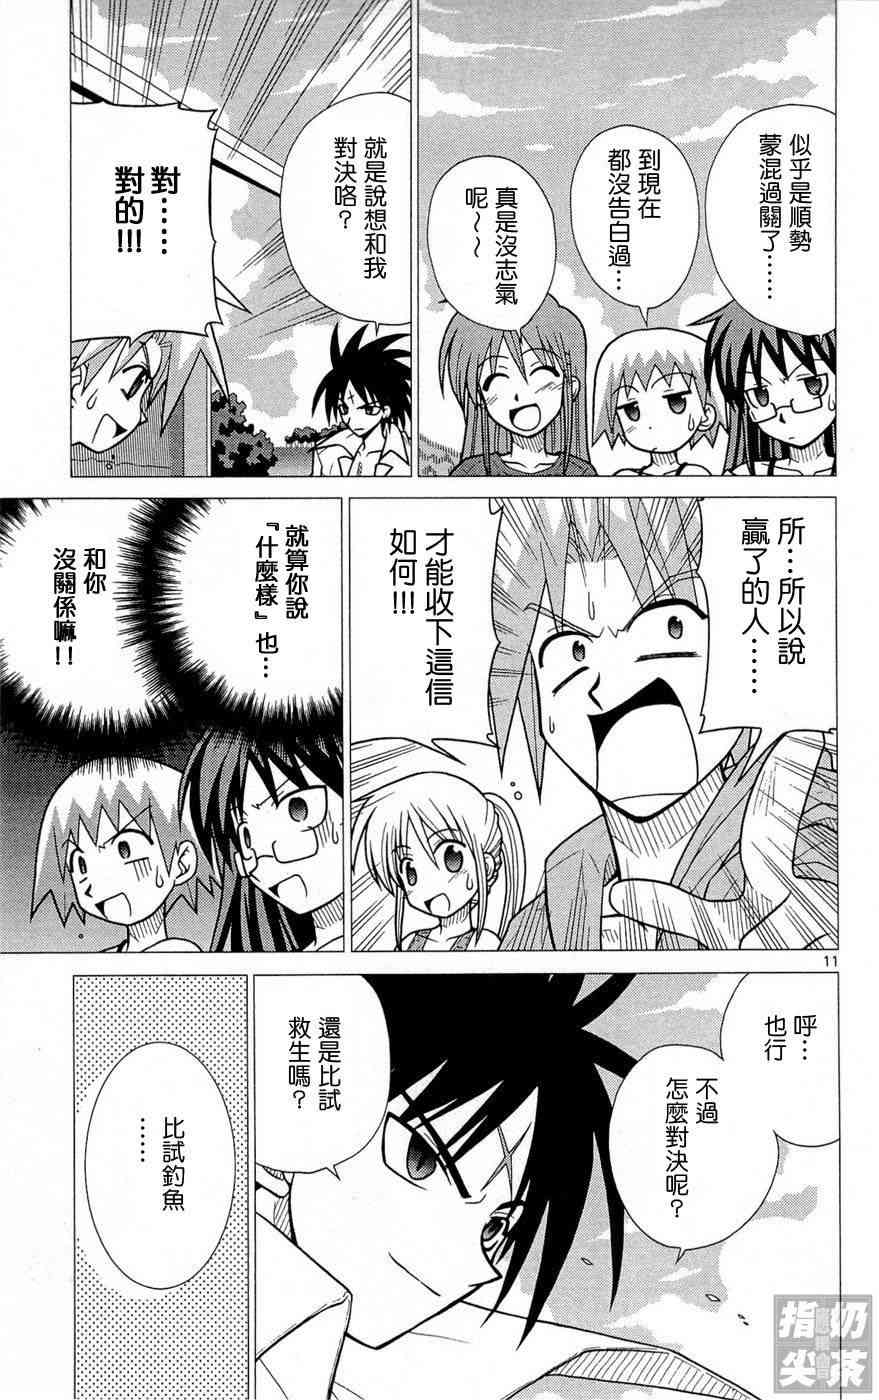 似乎是順勢
蒙混過關了……
到現在
都沒告白過…
真是沒志氣
呢～～
就是說想和我
對決咯？
對……
對的!!!
所…所以說
贏了的人……
才能收下這信
如何!!!
就算你說
『什麼樣』也…
和你
沒關係嘛!!
11
呼…
也行
不過
怎麼對決呢？
還是比試
救生嗎？
比試釣魚
……
奶茶
指尖